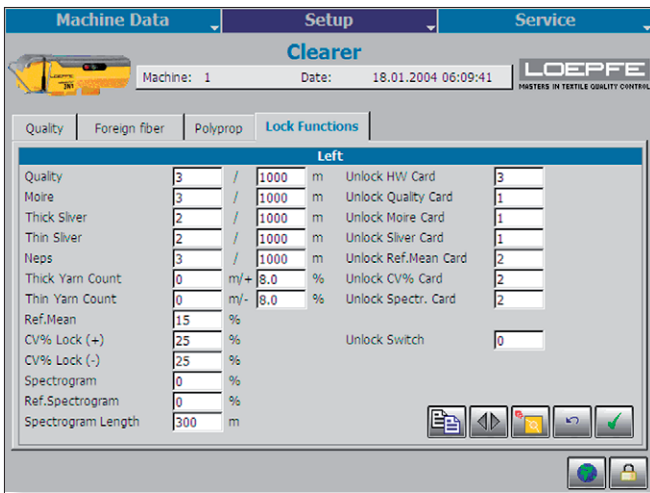 Machine Data Setup Service
Clearer
Machine: 1 Date: 18.01.2004 06:09:41
LOEPFE
MASTERS IN TEXTILE QUALITY CONTROL
Quality Foreign fiber Polyprop Lock Functions
Left
Quality 3 / 1000 m Unlock HW Card 3
Moire 3 / 1000 m Unlock Quality Card 1
Thick Sliver 2 / 1000 m Unlock Moire Card 1
Thin Sliver 2 / 1000 m Unlock Sliver Card 1
Neps 3 / 1000 m Unlock Ref.Mean Card 2
Thick Yarn Count 0 m/+ 8.0 % Unlock CV% Card 2
Thin Yarn Count 0 m/- 8.0 % Unlock Spectr. Card 2
Ref.Mean 15 %
CV% Lock (+) 25 % Unlock Switch 0
CV% Lock (-) 25 %
Spectrogram 0 %
Ref.Spectrogram 0 %
Spectrogram Length 300 m